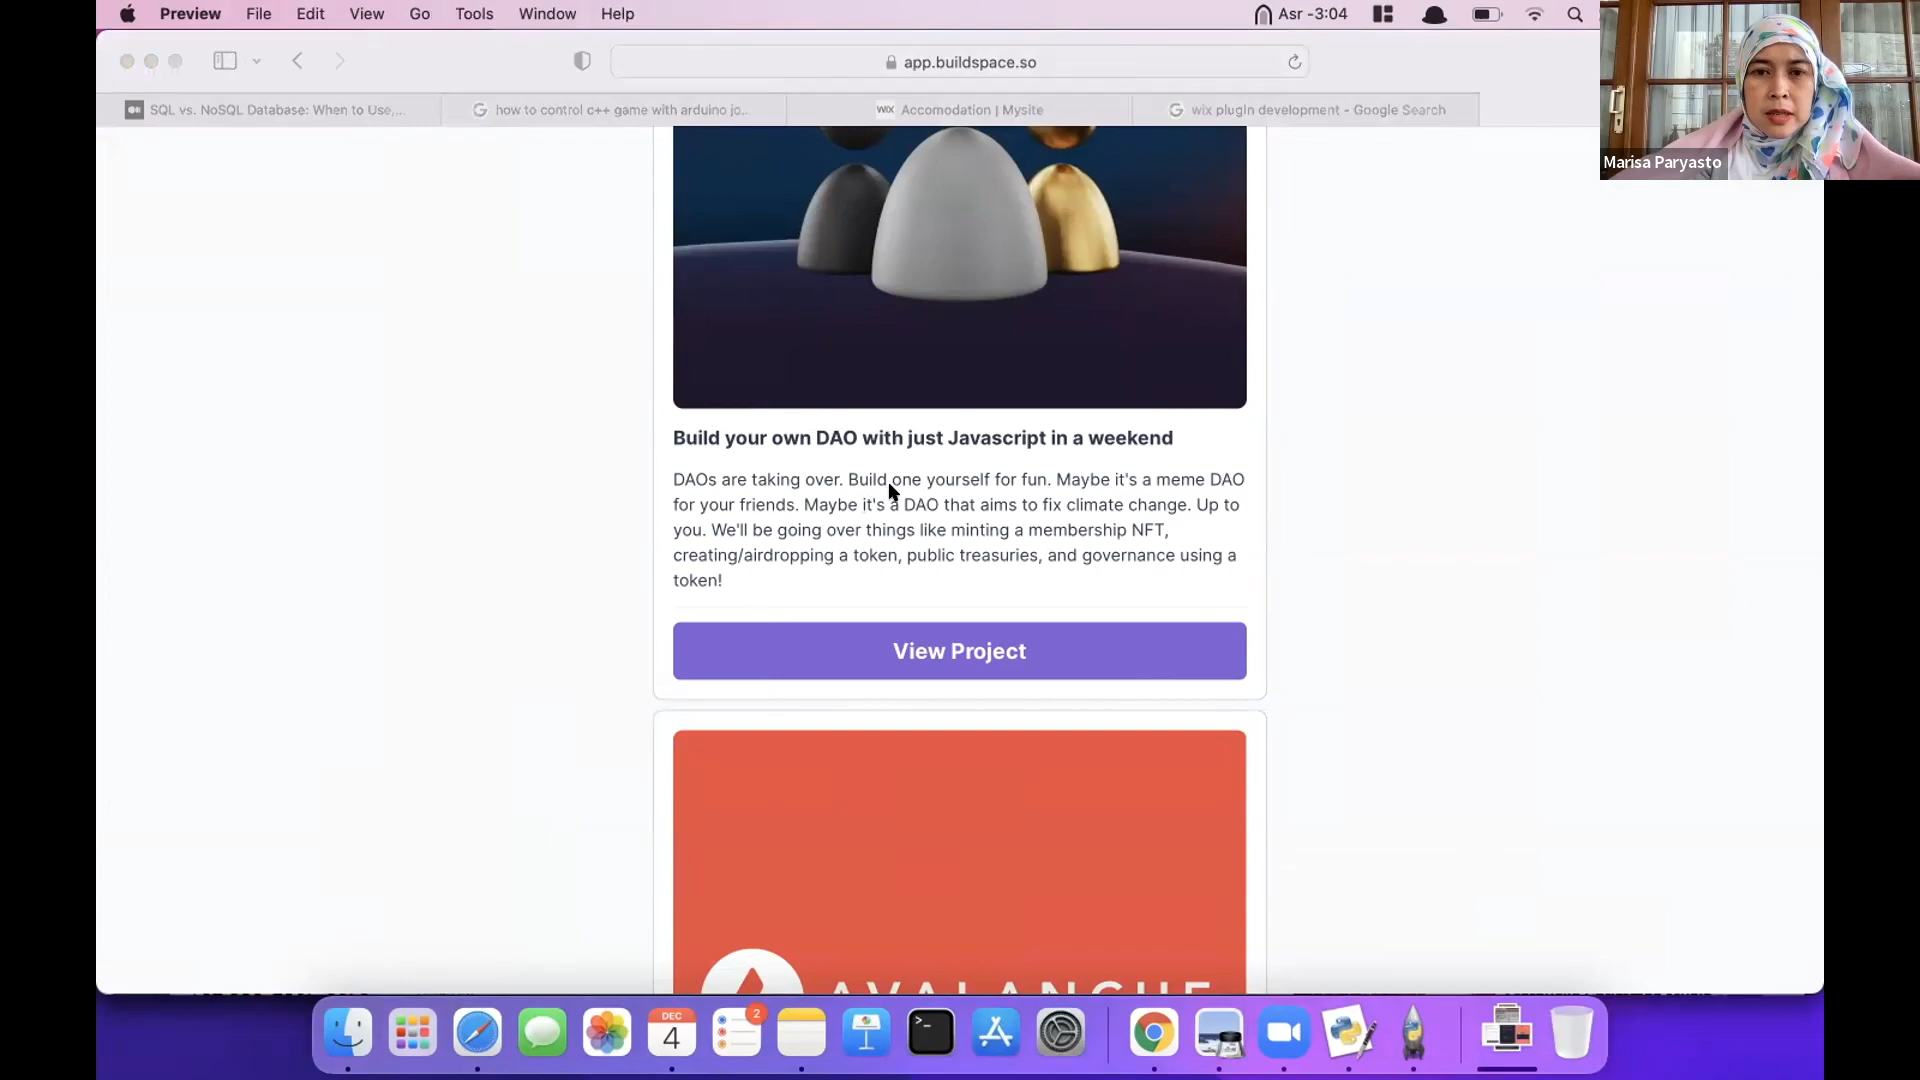 Preview File Edit View Go Tools Window Help
Asr -3:04
app.buildspace.so
SQL vs. NoSQL Database: When to Use,...
how to control c++ game with arduino jo...
WIX Accomodation | Mysite
wix plugin development - Google Search
Marisa Paryasto
Build your own DAO with just Javascript in a weekend
DAOs are taking over. Build one yourself for fun. Maybe it's a meme DAO
for your friends. Maybe it's a DAO that aims to fix climate change. Up to
you. We'll be going over things like minting a membership NFT,
creating/airdropping a token, public treasuries, and governance using a
token!
View Project
AVALANCHE
DEC
4
2